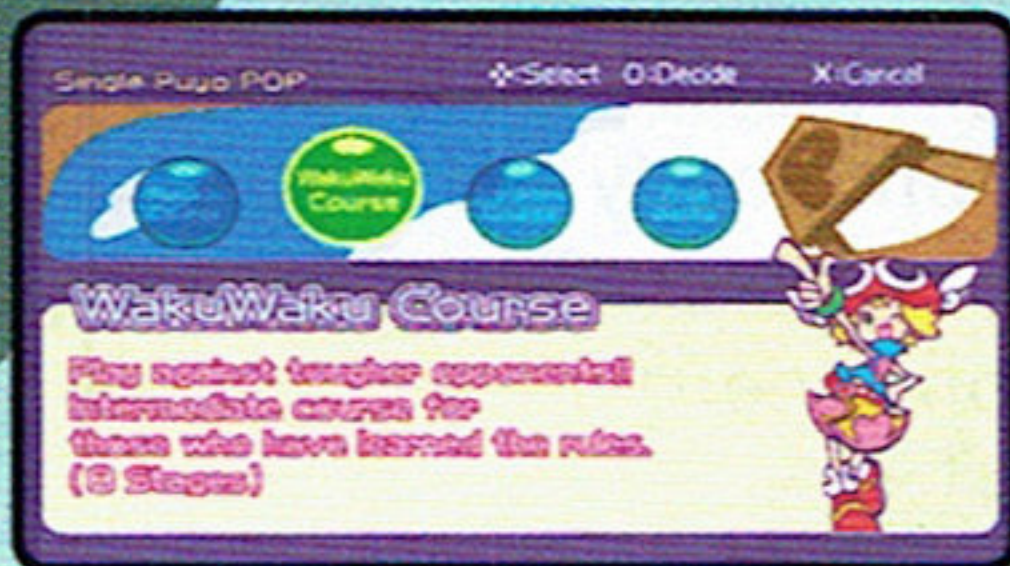 Single Puyo POP
:Select O:Decide X:Cancel
WakuWaku
Course
WakuWaku Course
Play against tougher opponents!!
Intermediate course for
those who have learned the rules.
(8 Stages)